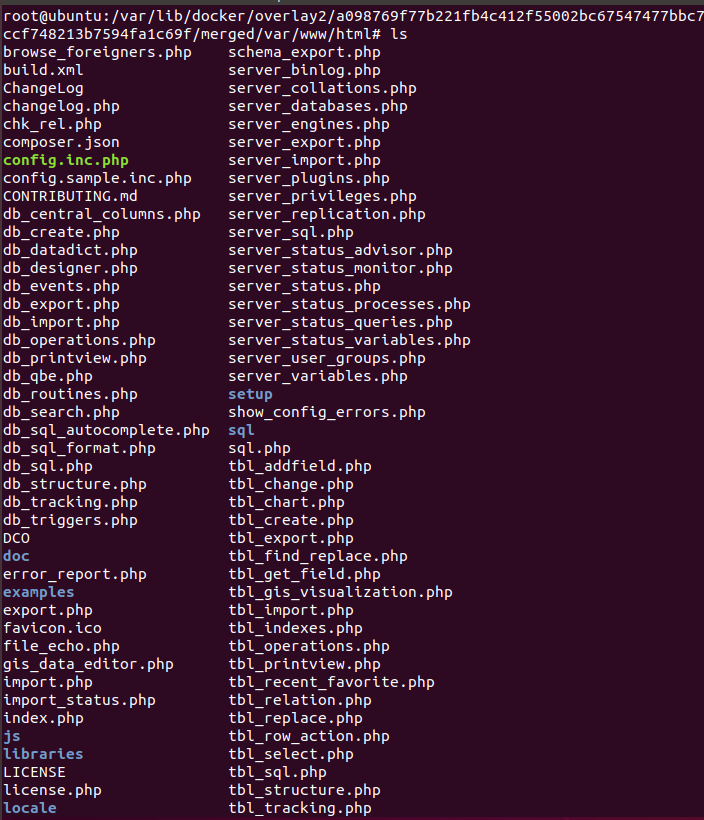 root@ubuntu:/var/lib/docker/overlay2/a098769f77b221fb4c412f55002bc67547477bbc7
ccf748213b7594fa1c69f/merged/var/www/html# ls
browse_foreigners.php schema_export.php
build.xml server_binlog.php
ChangeLog server_collations.php
changelog.php server_databases.php
chk_rel.php server_engines.php
composer.json server_export.php
config.inc.php server_import.php
config.sample.inc.php server_plugins.php
CONTRIBUTING.md server_privileges.php
db_central_columns.php server_replication.php
db_create.php server_sql.php
db_datadict.php server_status_advisor.php
db_designer.php server_status_monitor.php
db_events.php server_status.php
db_export.php server_status_processes.php
db_import.php server_status_queries.php
db_operations.php server_status_variables.php
db_printview.php server_user_groups.php
db_qbe.php server_variables.php
db_routines.php setup
db_search.php show_config_errors.php
db_sql_autocomplete.php sql
db_sql_format.php sql.php
db_sql.php tbl_addfield.php
db_structure.php tbl_change.php
db_tracking.php tbl_chart.php
db_triggers.php tbl_create.php
DCO tbl_export.php
doc tbl_find_replace.php
error_report.php tbl_get_field.php
examples tbl_gis_visualization.php
export.php tbl_import.php
favicon.ico tbl_indexes.php
file_echo.php tbl_operations.php
gis_data_editor.php tbl_printview.php
import.php tbl_recent_favorite.php
import_status.php tbl_relation.php
index.php tbl_replace.php
js tbl_row_action.php
libraries tbl_select.php
LICENSE tbl_sql.php
license.php tbl_structure.php
locale tbl_tracking.php